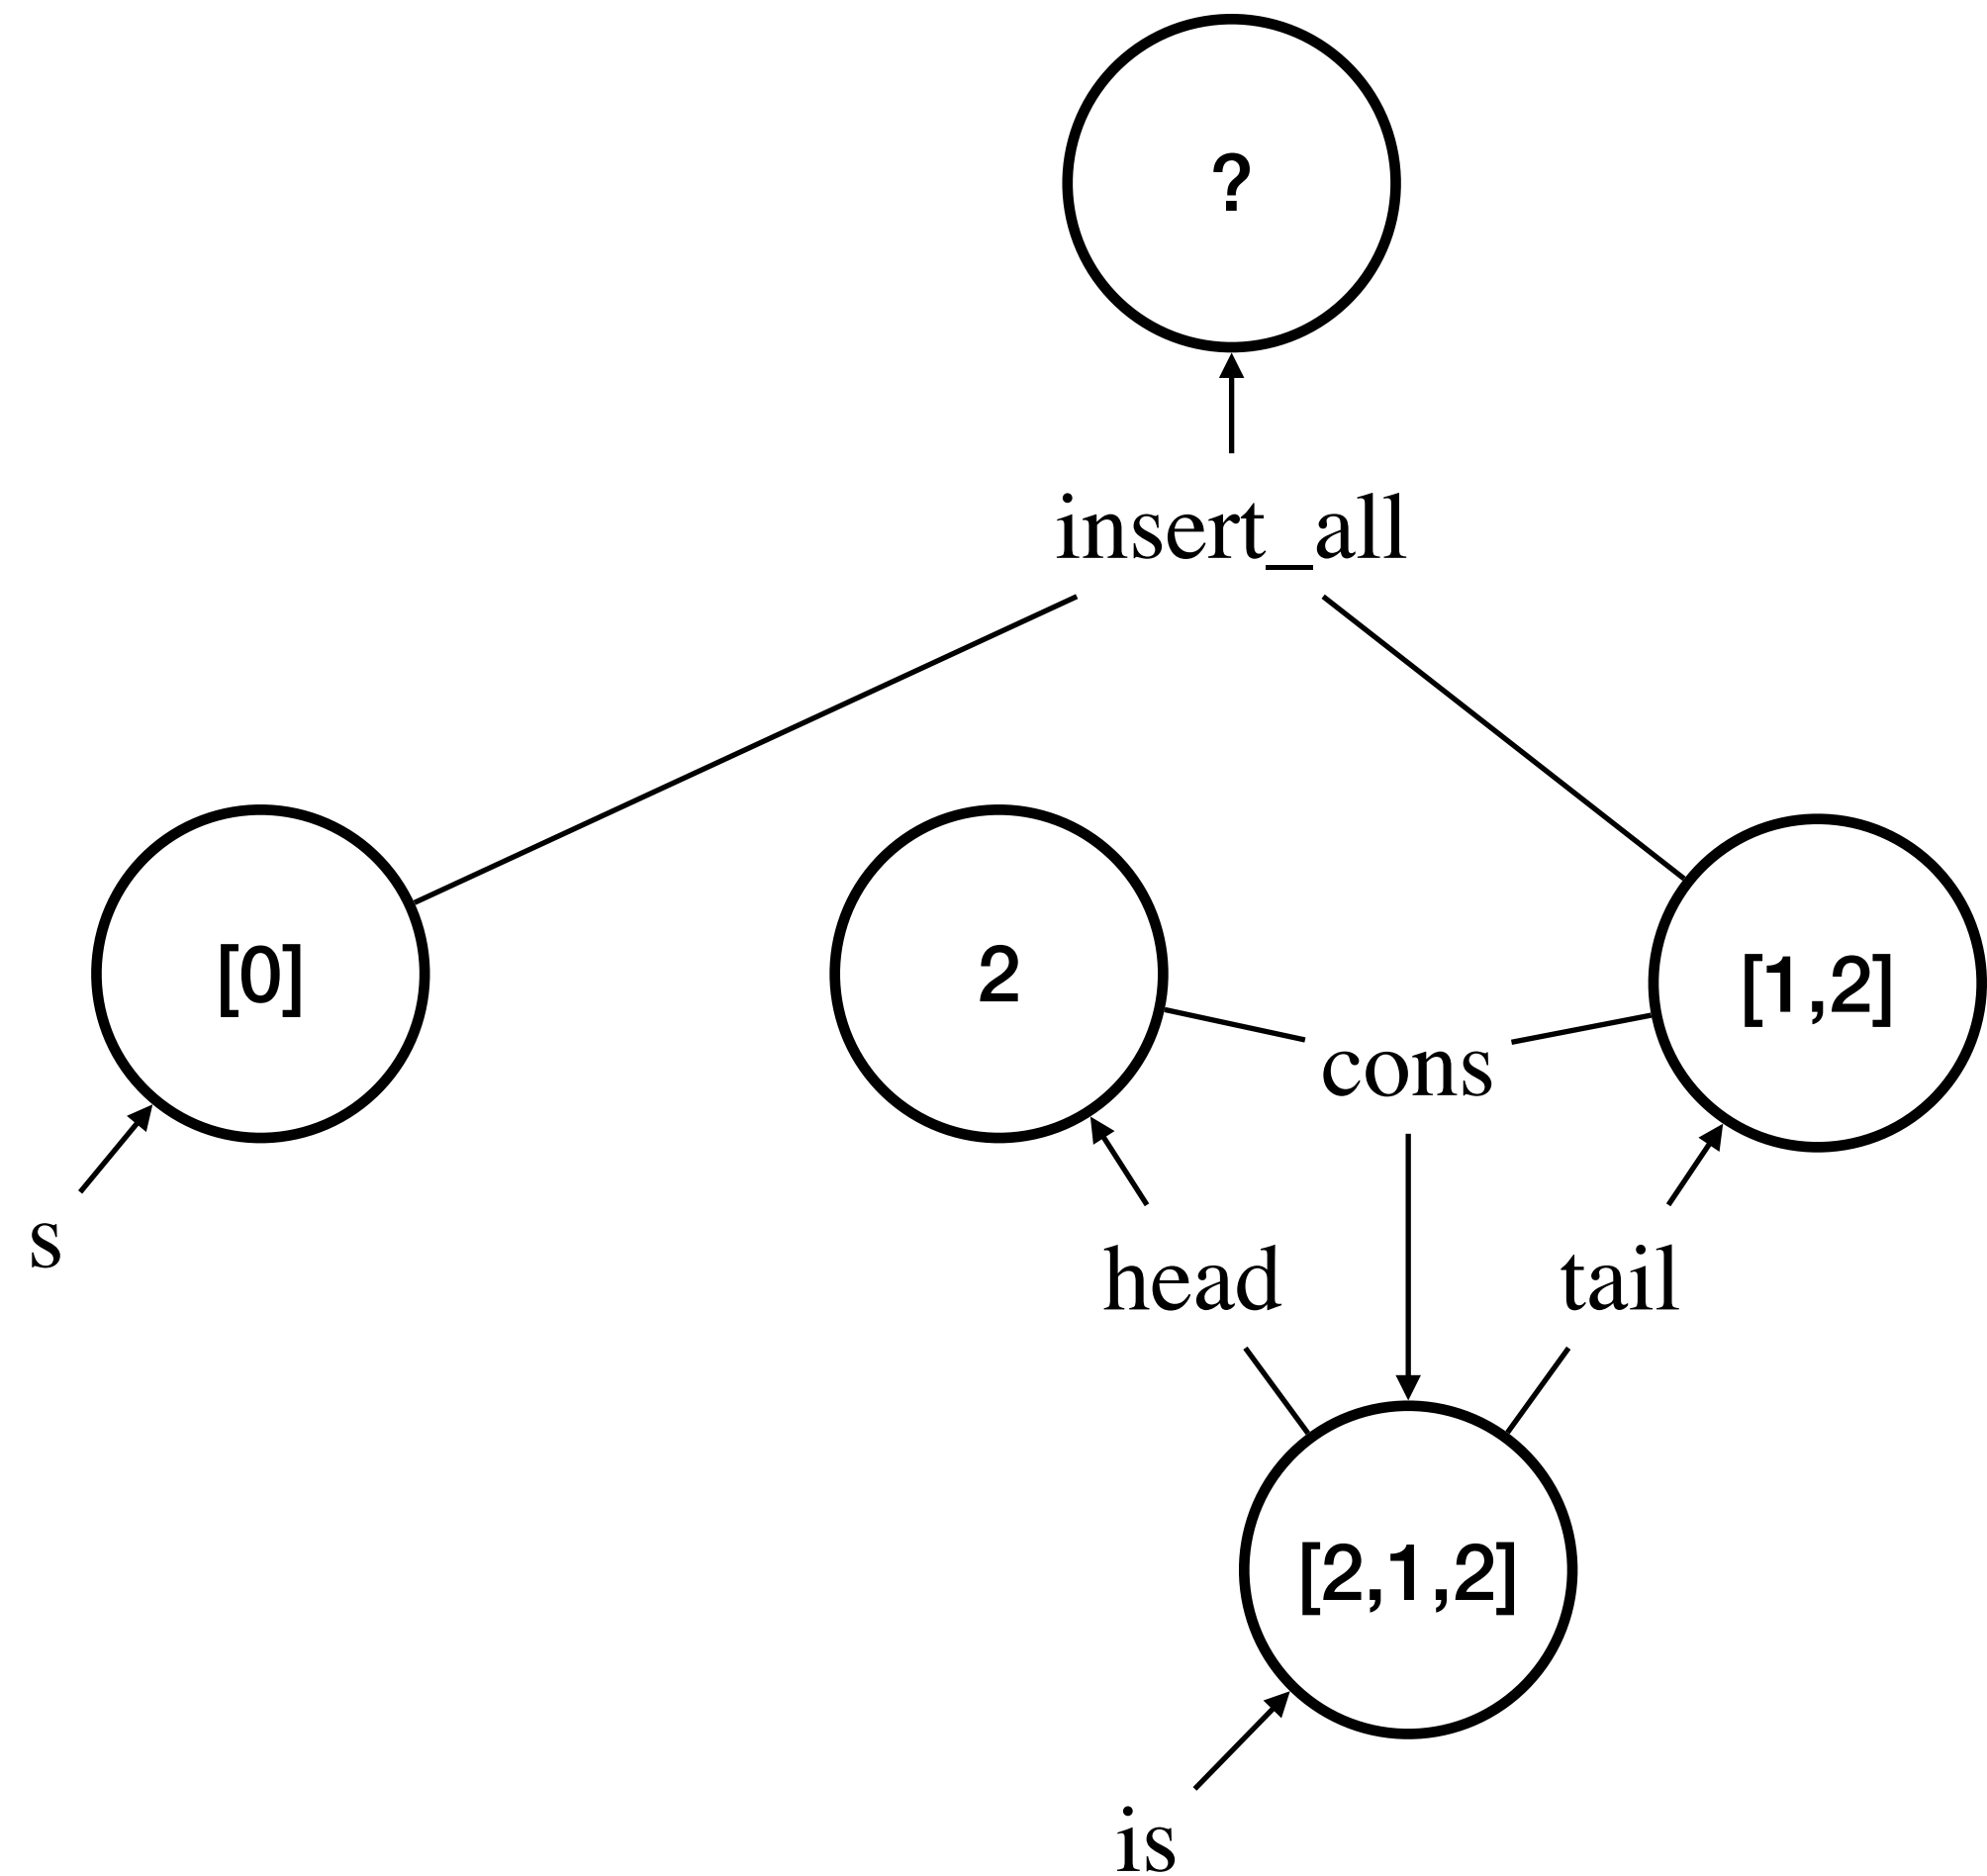 ?
insert_all
[0]
2
[1,2]
cons
s
head
tail
[2,1,2]
is